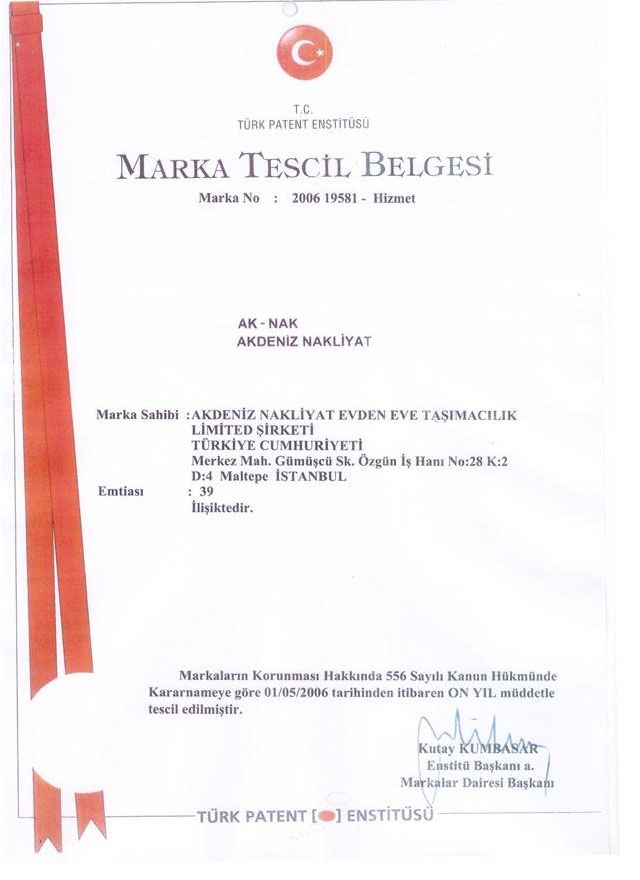 T.C.
TÜRK PATENT ENSTİTÜSÜ
MARKA TESCİL BELGESİ
Marka No : 2006 19581 - Hizmet
AK - NAK
AKDENİZ NAKLİYAT
Marka Sahibi :AKDENİZ NAKLİYAT EVDEN EVE TAŞIMACILIK
LİMİTED ŞİRKETİ
TÜRKİYE CUMHURİYETİ
Merkez Mah. Gümüşcü Sk. Özgün İş Hanı No:28 K:2
D:4 Maltepe İSTANBUL
Emtiası : 39
İlişiktedir.
Markaların Korunması Hakkında 556 Sayılı Kanun Hükmünde
Kararnameye göre 01/05/2006 tarihinden itibaren ON YIL müddetle
tescil edilmiştir.
Kutay KUMBASAR
Enstitü Başkanı a.
Markalar Dairesi Başkanı
TÜRK PATENT [ ] ENSTİTÜSÜ